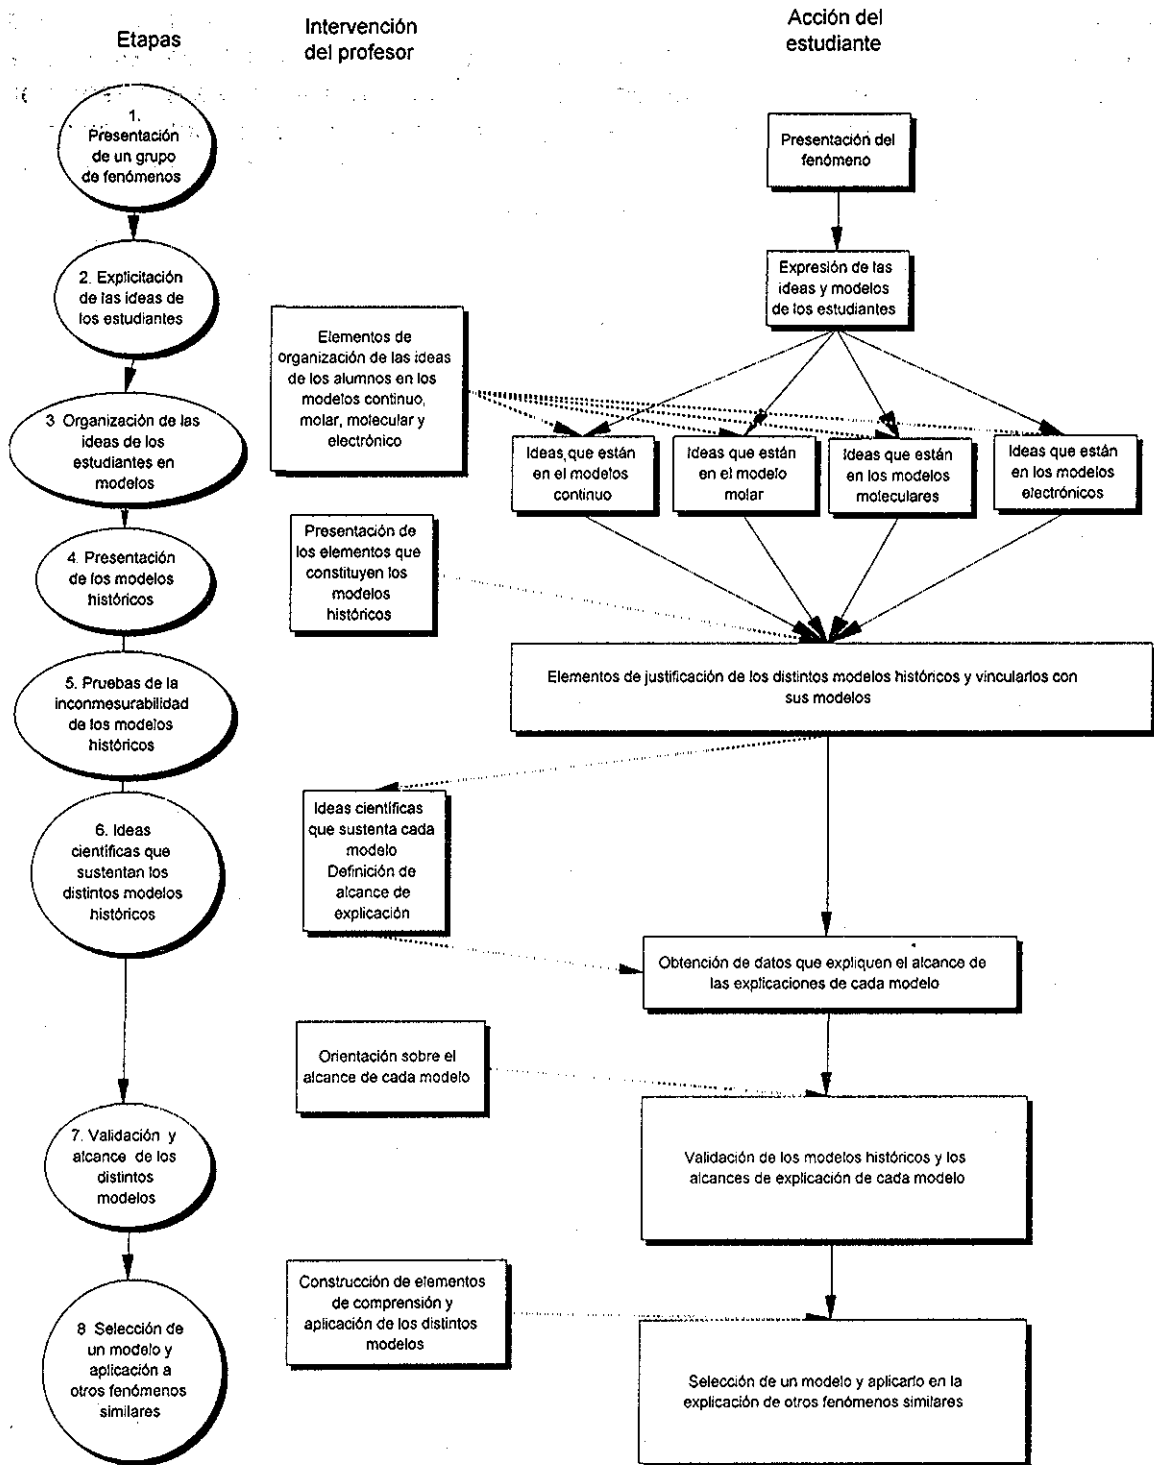 Etapas
Intervención
del profesor
Acción del
estudiante
1.
Presentación
de un grupo
de fenómenos
2. Explicitación
de las ideas de
los estudiantes
3 Organización de las
ideas de los
estudiantes en
modelos
4. Presentación
de los modelos
históricos
5. Pruebas de la
inconmesurabilidad
de los modelos
históricos
6. Ideas
científicas que
sustentan los
distintos modelos
históricos
7. Validación y
alcance de los
distintos
modelos
8 Selección de
un modelo y
aplicación a
otros fenómenos
similares
Elementos de
organización de las ideas
de los alumnos en los
modelos continuo,
molar, molecular y
electrónico
Presentación de
los elementos que
constituyen los
modelos
históricos
Ideas científicas
que sustenta cada
modelo
Definición de
alcance de
explicación
Orientación sobre el
alcance de cada modelo
Construcción de elementos
de comprensión y
aplicación de los distintos
modelos
Presentación del
fenómeno
Expresión de las
ideas y modelos
de los estudiantes
Ideas que están
en el modelos
continuo
Ideas que están
en el modelo
molar
Ideas que están
en los modelos
moleculares
Ideas que están
en los modelos
electrónicos
Elementos de justificación de los distintos modelos históricos y vincularlos con
sus modelos
Obtención de datos que expliquen el alcance de
las explicaciones de cada modelo
Validación de los modelos históricos y los
alcances de explicación de cada modelo
Selección de un modelo y aplicarlo en la
explicación de otros fenómenos similares